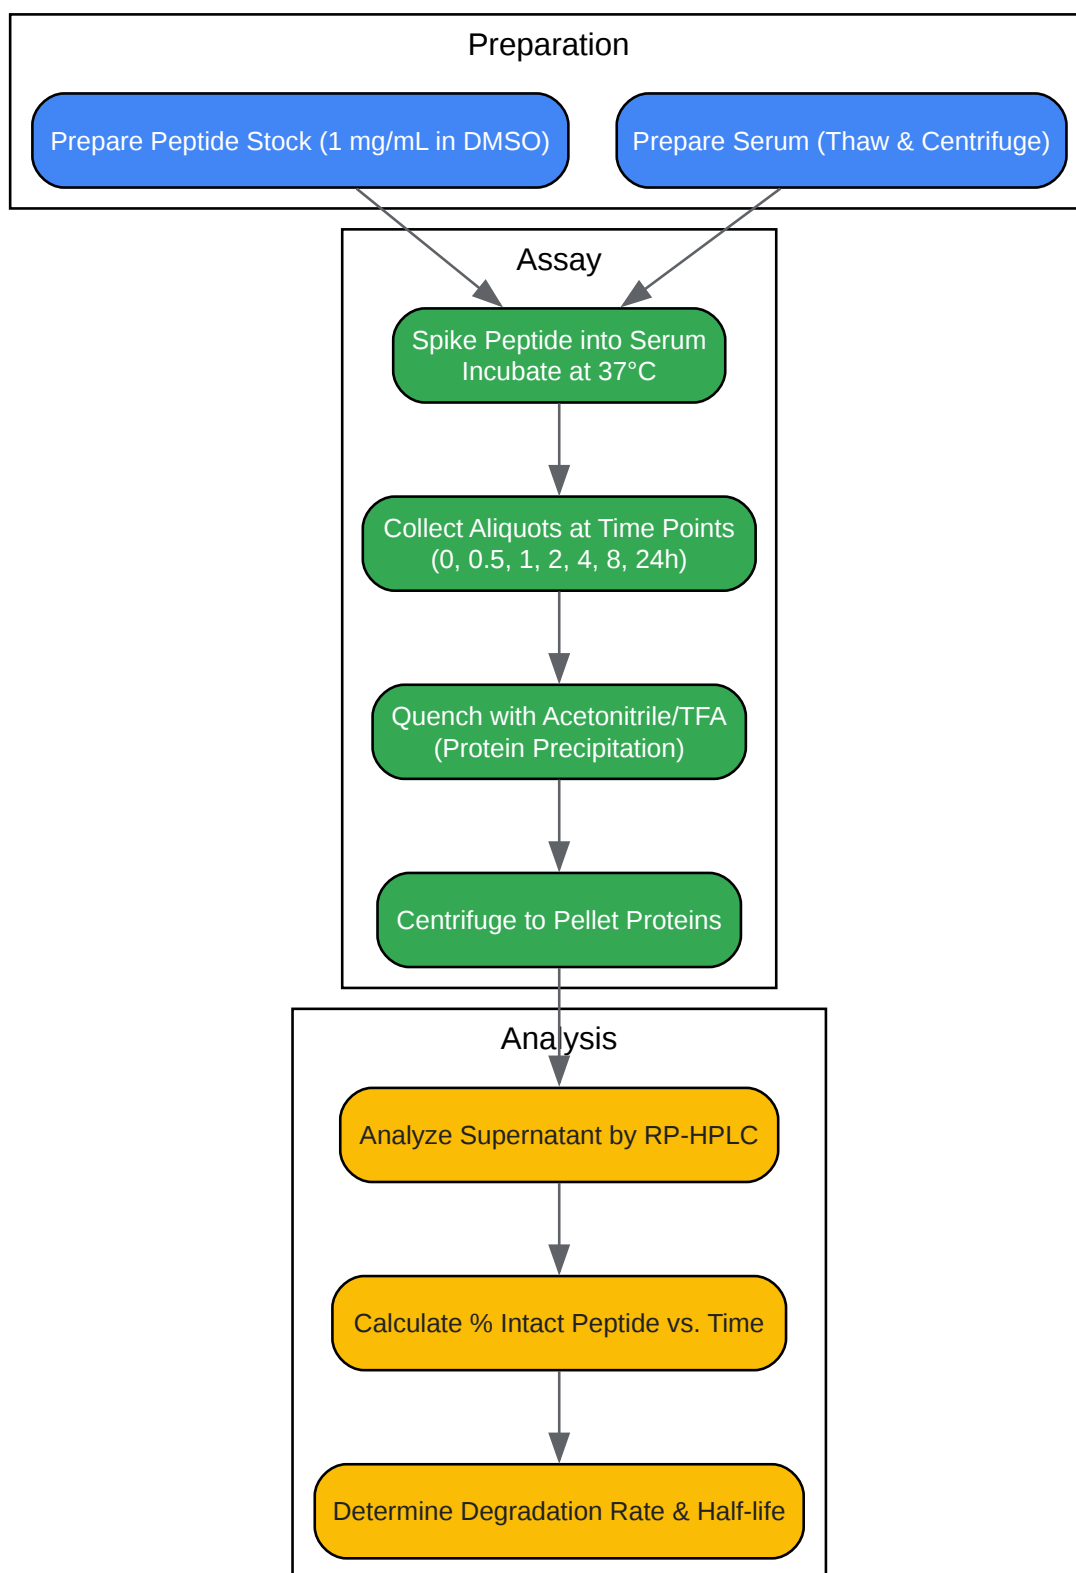 Preparation
Prepare Peptide Stock (1 mg/mL in DMSO)
Prepare Serum (Thaw & Centrifuge)
Assay
Spike Peptide into Serum
Incubate at 37°C
Collect Aliquots at Time Points
(0, 0.5, 1, 2, 4, 8, 24h)
Quench with Acetonitrile/TFA
(Protein Precipitation)
Centrifuge to Pellet Proteins
Analysis
Analyze Supernatant by RP-HPLC
Calculate % Intact Peptide vs. Time
Determine Degradation Rate & Half-life